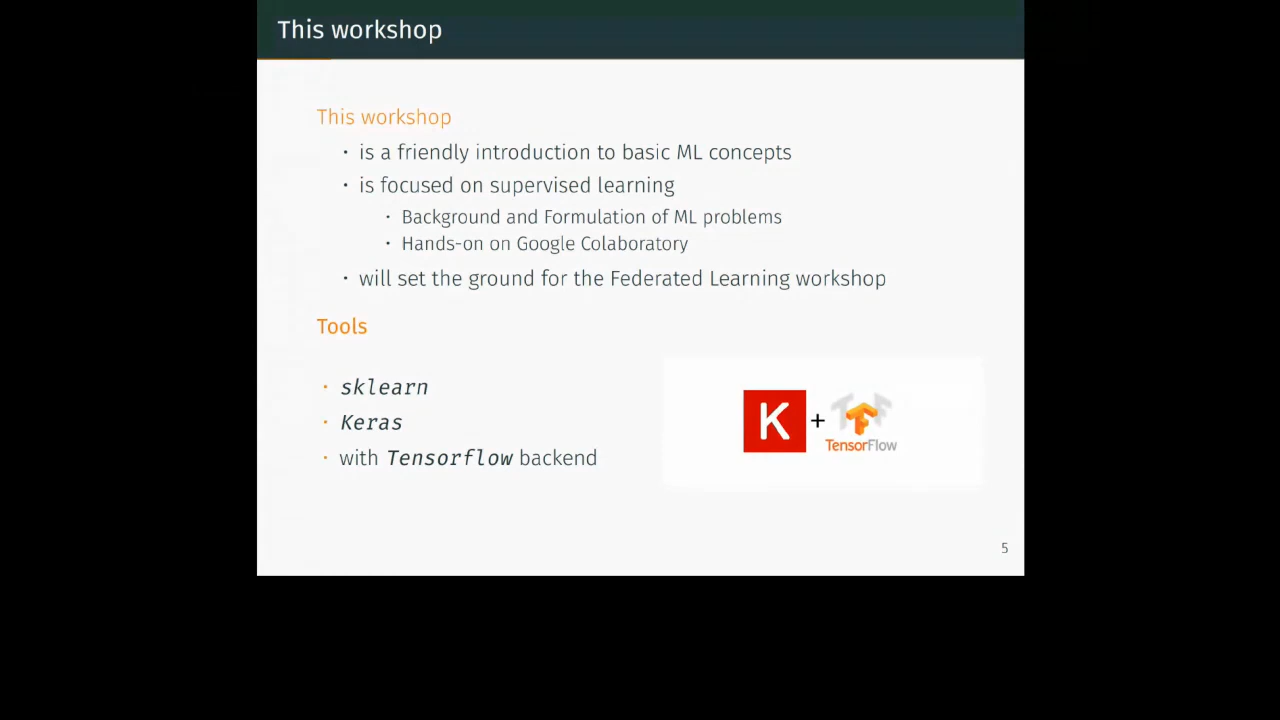 This workshop
This workshop
· is a friendly introduction to basic ML concepts
· is focused on supervised learning
· Background and Formulation of ML problems
· Hands-on on Google Colaboratory
· will set the ground for the Federated Learning workshop
Tools
· sklearn
· Keras
· with Tensorflow backend
K + TensorFlow
5